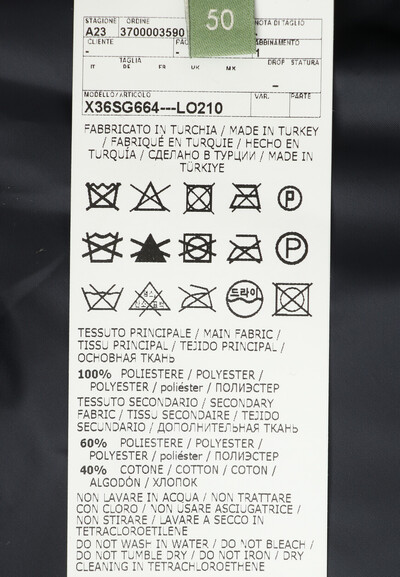 50
STAGIONE ORDINE NOTA DI TAGLIO
A23 3700003590
CLIENTE
- - 1
TAGLIA DROP STATURA
IT DE FR UK MK
-
MODELLO/ARTICOLO VAR. PARTE
X36SG664---LO210
FABBRICATO IN TURCHIA / MADE IN TURKEY
/ FABRIQUÉ EN TURQUIE / HECHO EN
TURQUÍA / СДЕЛАНО В ТУРЦИИ / MADE IN
TÜRKİYE
P
P
드라이
TESSUTO PRINCIPALE / MAIN FABRIC /
TISSU PRINCIPAL / TEJIDO PRINCIPAL /
ОСНОВНАЯ ТКАНЬ
100% POLIESTERE / POLYESTER /
POLYESTER / poliéster / ПОЛИЭСТЕР
TESSUTO SECONDARIO / SECONDARY
FABRIC / TISSU SECONDAIRE / TEJIDO
SECUNDARIO / ДОПОЛНИТЕЛЬНАЯ ТКАНЬ
60% POLIESTERE / POLYESTER /
POLYESTER / poliéster / ПОЛИЭСТЕР
40% COTONE / COTTON / COTON /
ALGODÓN / ХЛОПОК
NON LAVARE IN ACQUA / NON TRATTARE
CON CLORO / NON USARE ASCIUGATRICE /
NON STIRARE / LAVARE A SECCO IN
TETRACLOROETILENE
DO NOT WASH IN WATER / DO NOT BLEACH /
DO NOT TUMBLE DRY / DO NOT IRON / DRY
CLEANING IN TETRACHLOROETHENE